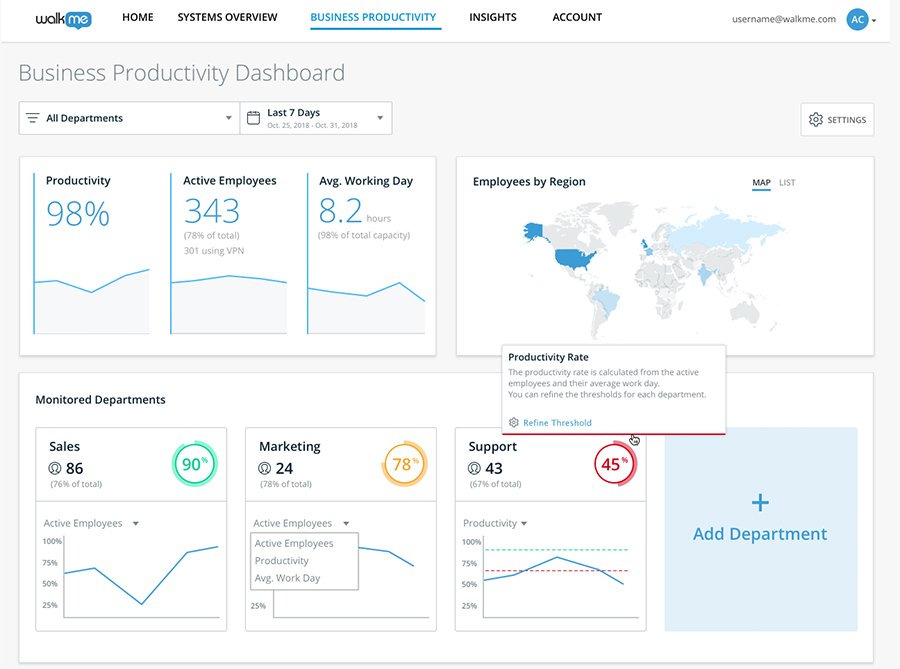 walkme
HOME SYSTEMS OVERVIEW BUSINESS PRODUCTIVITY INSIGHTS ACCOUNT
username@walkme.com AC
Business Productivity Dashboard
All Departments
Last 7 Days
Oct. 25, 2018 - Oct. 31, 2018
SETTINGS
Productivity
98%
Active Employees
343
(78% of total)
301 using VPN
Avg. Working Day
8.2 hours
(98% of total capacity)
Employees by Region
MAP LIST
Productivity Rate
The productivity rate is calculated from the active
employees and their average work day.
You can refine the thresholds for each department.
Refine Threshold
Monitored Departments
Sales
86
(76% of total)
90%
Active Employees
100%
75%
50%
25%
Marketing
24
(78% of total)
78%
Active Employees
Active Employees
Productivity
Avg. Work Day
25%
Support
43
(67% of total)
45%
Productivity
100%
75%
50%
25%
+
Add Department